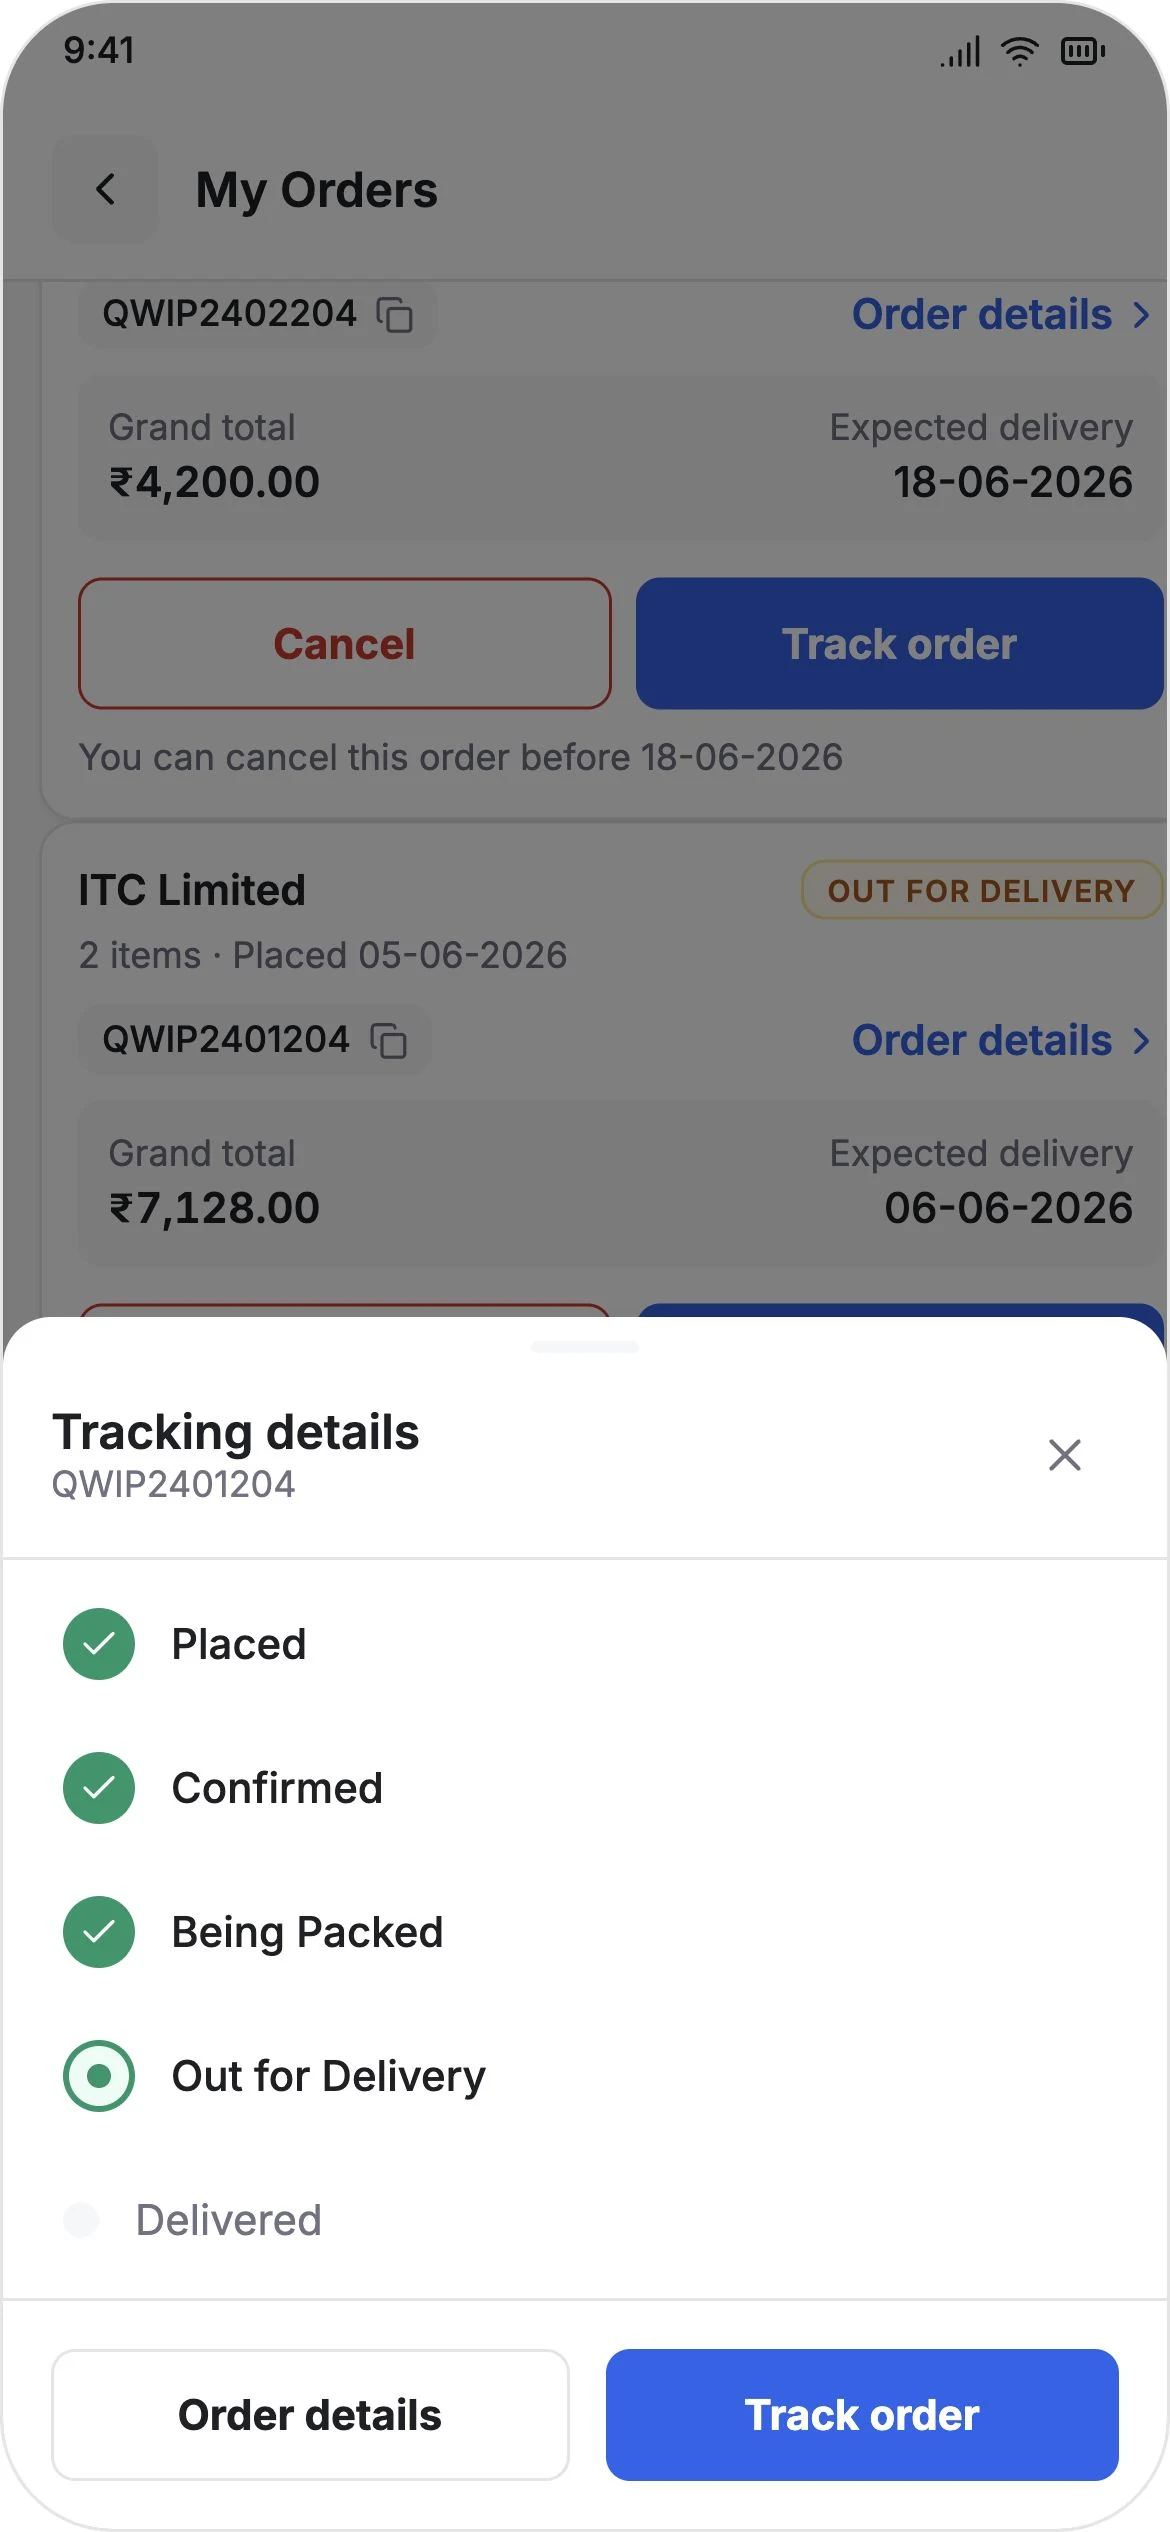 9:41
My Orders
QWIP2402204
Order details
Grand total
Expected delivery
₹4,200.00
18-06-2026
Cancel
Track order
You can cancel this order before 18-06-2026
ITC Limited
OUT FOR DELIVERY
2 items · Placed 05-06-2026
QWIP2401204
Order details
Grand total
Expected delivery
₹7,128.00
06-06-2026
Tracking details
QWIP2401204
Placed
Confirmed
Being Packed
Out for Delivery
Delivered
Order details
Track order